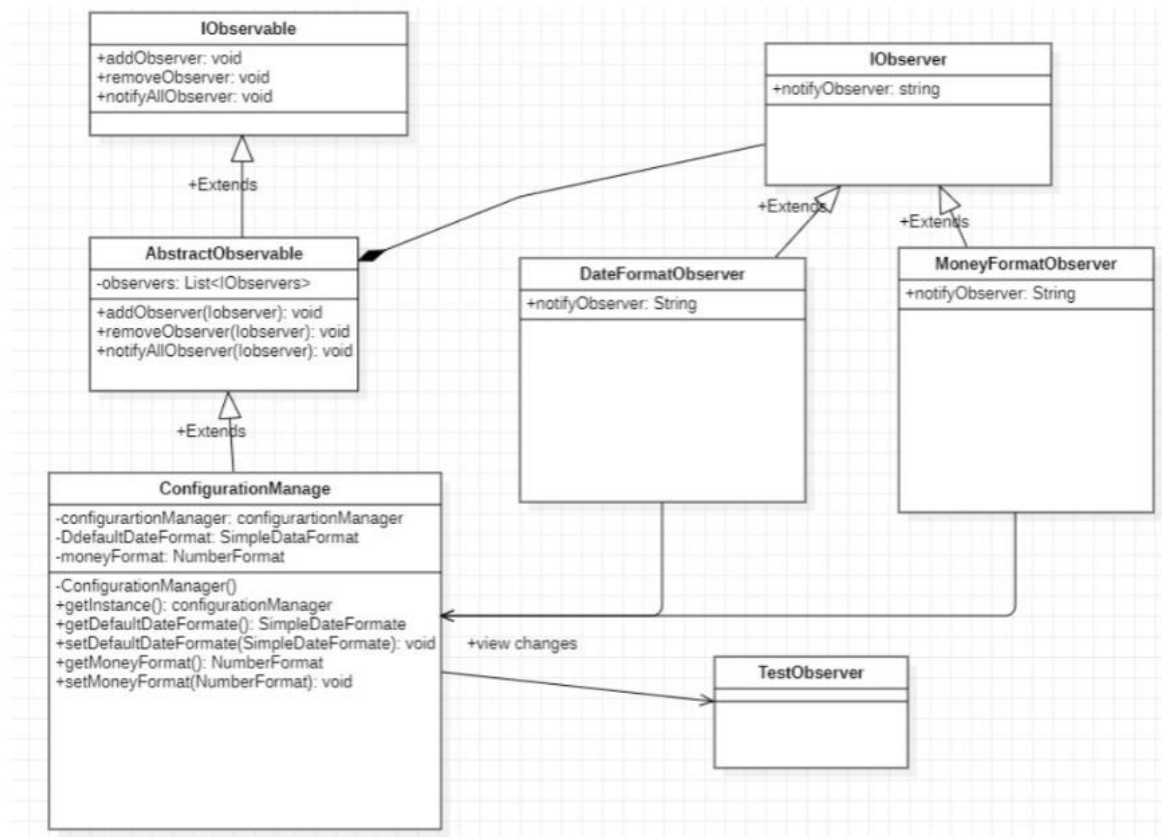 IObservable
+addObserver: void
+removeObserver: void
+notifyAllObserver: void
+Extends
AbstractObservable
-observers: List<IObservers>
+addObserver(Iobserver): void
+removeObserver(Iobserver): void
+notifyAllObserver(Iobserver): void
+Extends
ConfigurationManage
-configurartionManager: configurartionManager
-DdefaultDateFormat: SimpleDataFormat
-moneyFormat: NumberFormat
-ConfigurationManager()
+getInstance(): configurationManager
+getDefaultDateFormate(): SimpleDateFormate
+setDefaultDateFormate(SimpleDateFormate): void
+getMoneyFormat(): NumberFormat
+setMoneyFormat(NumberFormat): void
IObserver
+notifyObserver: string
+Extends
+Extends
DateFormatObserver
+notifyObserver: String
MoneyFormatObserver
+notifyObserver: String
+view changes
TestObserver